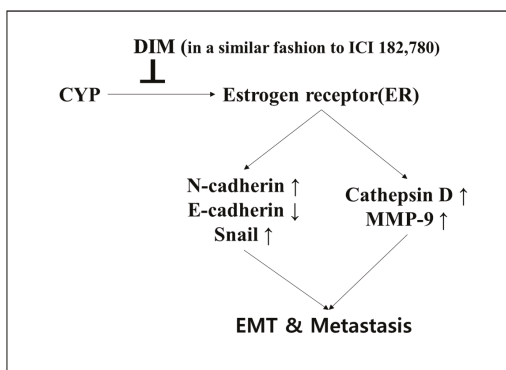 DIM (in a similar fashion to ICI 182,780)
CYP Estrogen receptor(ER)
N-cadherin ↑
E-cadherin ↓
Snail ↑
Cathepsin D ↑
MMP-9 ↑
EMT & Metastasis